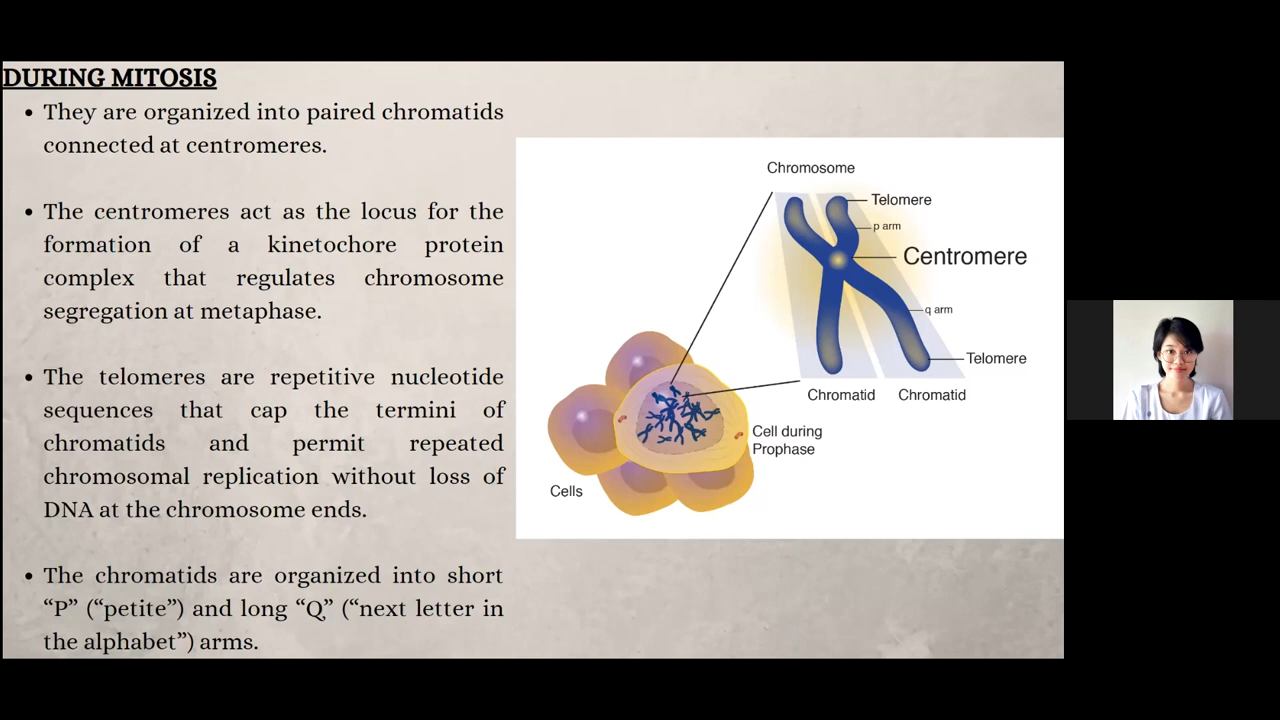 DURING MITOSIS
• They are organized into paired chromatids
connected at centromeres.
• The centromeres act as the locus for the
formation of a kinetochore protein
complex that regulates chromosome
segregation at metaphase.
• The telomeres are repetitive nucleotide
sequences that cap the termini of
chromatids and permit repeated
chromosomal replication without loss of
DNA at the chromosome ends.
• The chromatids are organized into short
“P” (“petite”) and long “Q” (“next letter in
the alphabet”) arms.
Chromosome
Telomere
p arm
Centromere
q arm
Telomere
Chromatid Chromatid
Cell during
Prophase
Cells